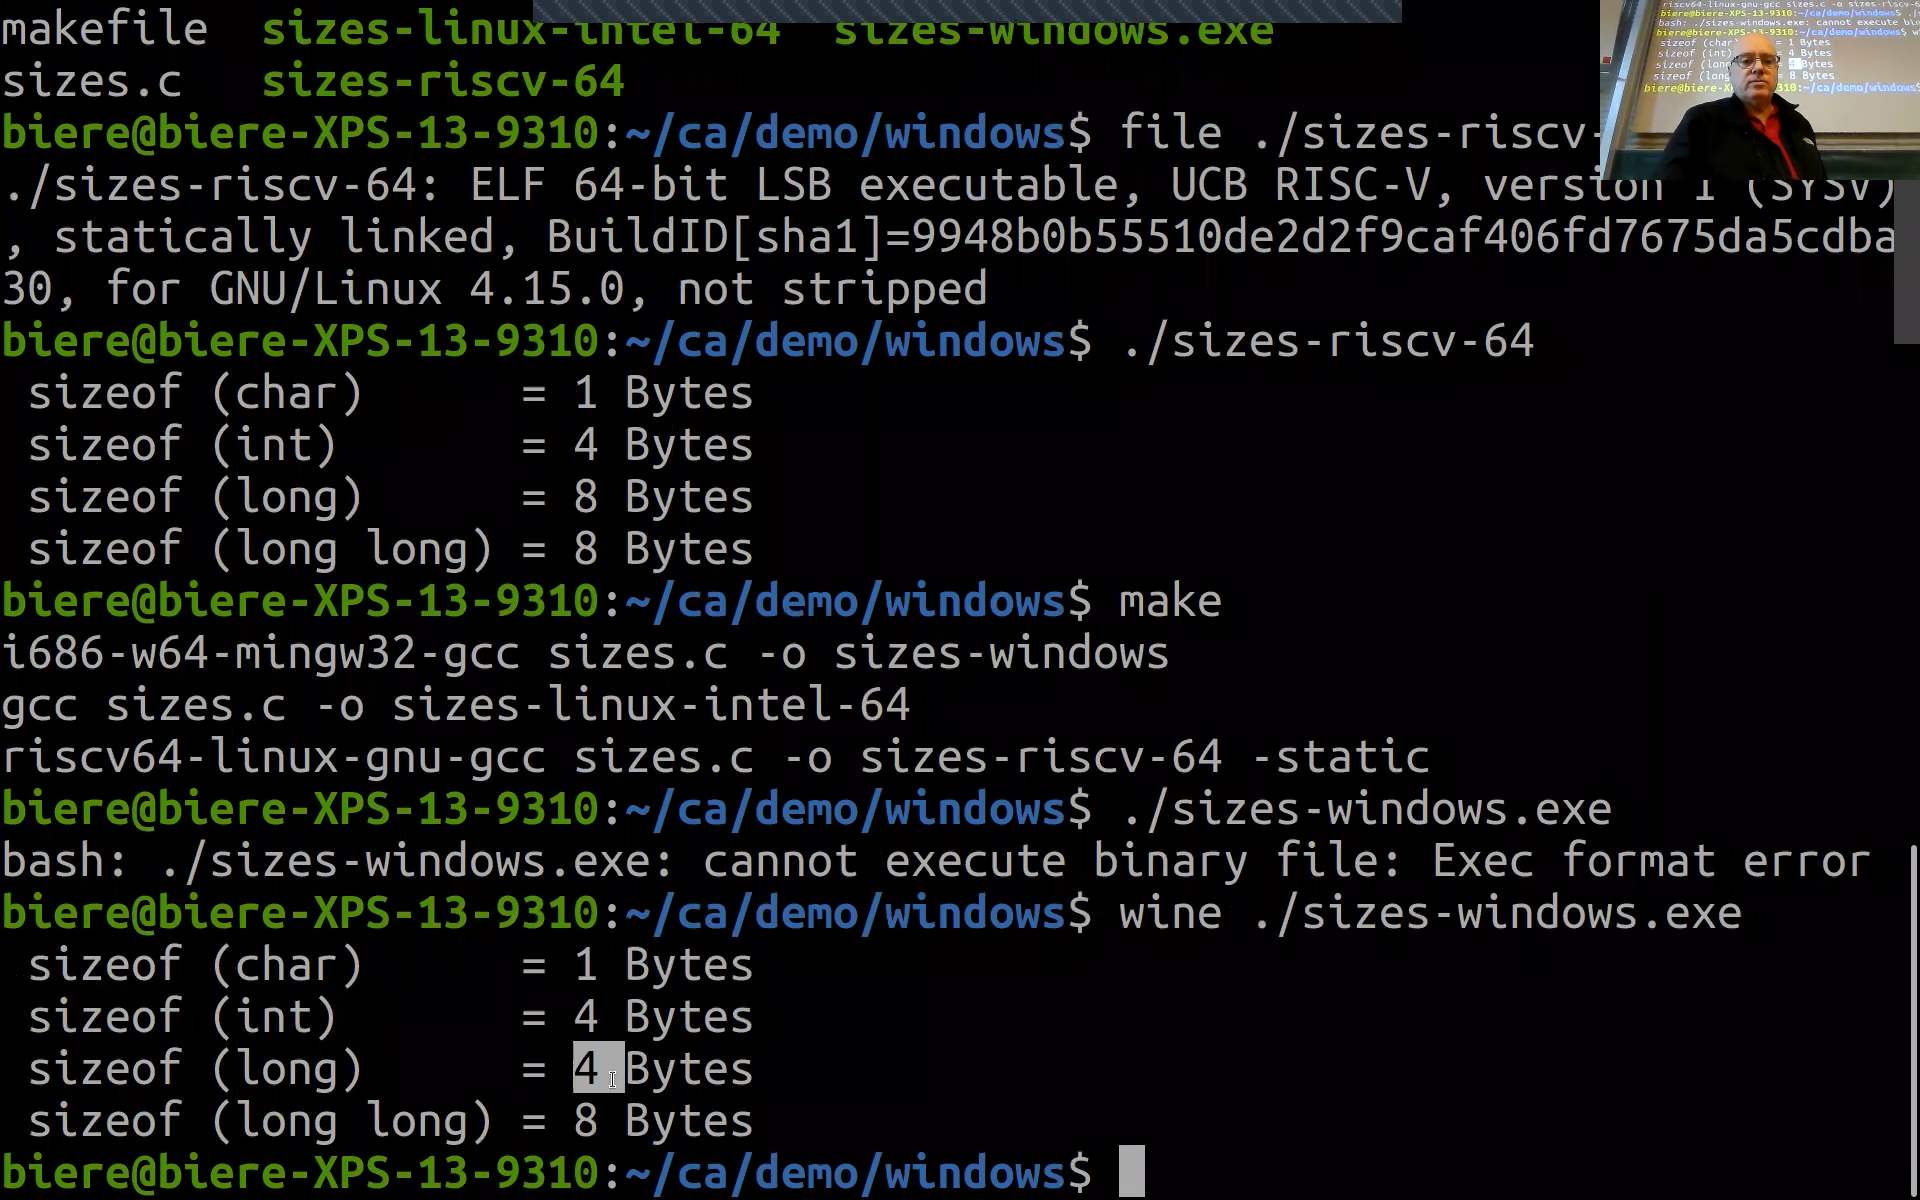 makefile   sizes-linux-intel-64   sizes-windows.exe
sizes.c    sizes-riscv-64
biere@biere-XPS-13-9310:~/ca/demo/windows$ file ./sizes-riscv-
./sizes-riscv-64: ELF 64-bit LSB executable, UCB RISC-V, version 1 (SYSV)
, statically linked, BuildID[sha1]=9948b0b55510de2d2f9caf406fd7675da5cdba
30, for GNU/Linux 4.15.0, not stripped
biere@biere-XPS-13-9310:~/ca/demo/windows$ ./sizes-riscv-64
 sizeof (char)      = 1 Bytes
 sizeof (int)       = 4 Bytes
 sizeof (long)      = 8 Bytes
 sizeof (long long) = 8 Bytes
biere@biere-XPS-13-9310:~/ca/demo/windows$ make
i686-w64-mingw32-gcc sizes.c -o sizes-windows
gcc sizes.c -o sizes-linux-intel-64
riscv64-linux-gnu-gcc sizes.c -o sizes-riscv-64 -static
biere@biere-XPS-13-9310:~/ca/demo/windows$ ./sizes-windows.exe
bash: ./sizes-windows.exe: cannot execute binary file: Exec format error
biere@biere-XPS-13-9310:~/ca/demo/windows$ wine ./sizes-windows.exe
 sizeof (char)      = 1 Bytes
 sizeof (int)       = 4 Bytes
 sizeof (long)      = 4 Bytes
 sizeof (long long) = 8 Bytes
biere@biere-XPS-13-9310:~/ca/demo/windows$